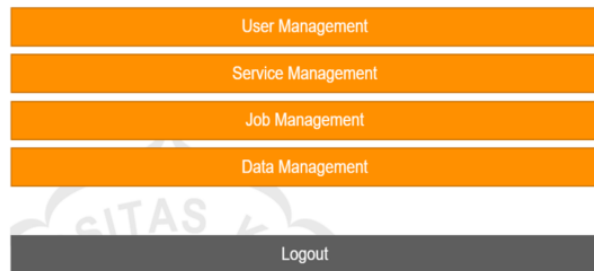 User Management
Service Management
Job Management
Data Management
SITAS
Logout